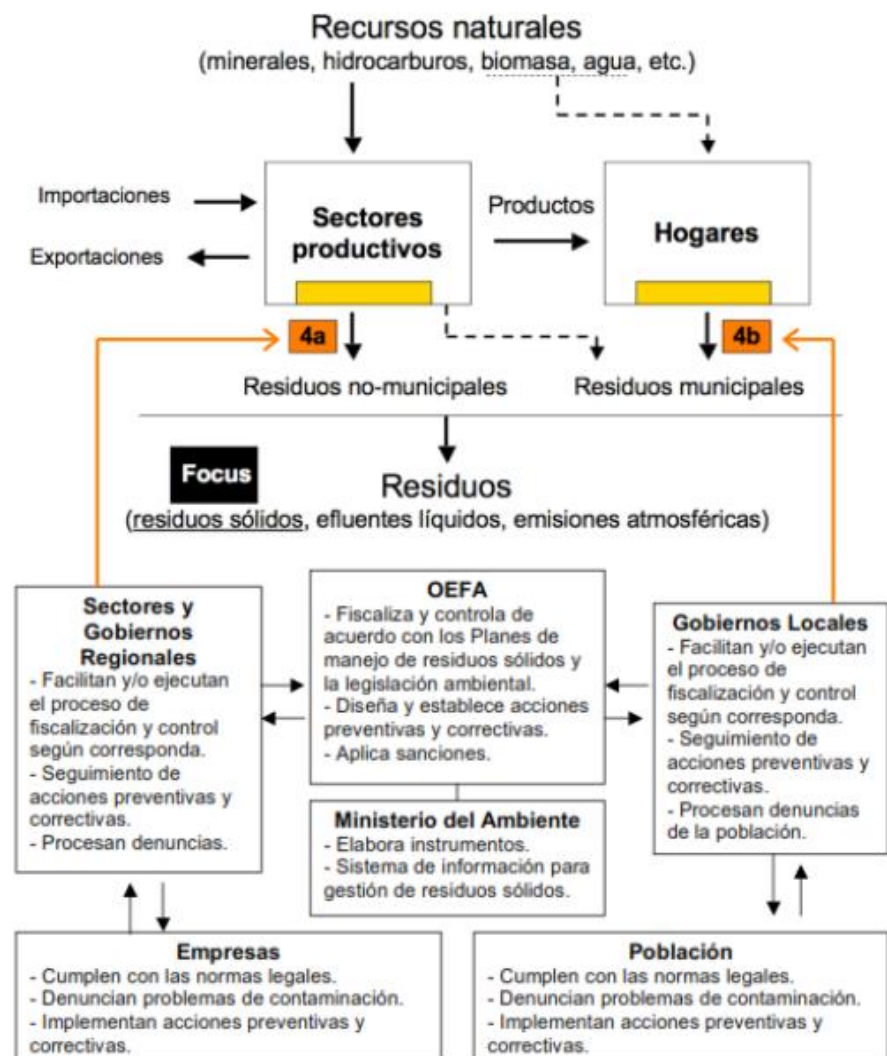 Recursos naturales
(minerales, hidrocarburos, biomasa, agua, etc.)
Importaciones
Exportaciones
Sectores
productivos
Productos
Hogares
4a
4b
Residuos no-municipales
Residuos municipales
Focus
Residuos
(residuos sólidos, efluentes líquidos, emisiones atmosféricas)
Sectores y
Gobiernos
Regionales
- Facilitan y/o ejecutan
el proceso de
fiscalización y control
según corresponda.
- Seguimiento de
acciones preventivas y
correctivas.
- Procesan denuncias.
OEFA
- Fiscaliza y controla de
acuerdo con los Planes de
manejo de residuos sólidos y
la legislación ambiental.
- Diseña y establece acciones
preventivas y correctivas.
- Aplica sanciones.
Ministerio del Ambiente
- Elabora instrumentos.
- Sistema de información para
gestión de residuos sólidos.
Gobiernos Locales
- Facilitan y/o ejecutan
el proceso de
fiscalización y control
según corresponda.
- Seguimiento de
acciones preventivas y
correctivas.
- Procesan denuncias
de la población.
Empresas
- Cumplen con las normas legales.
- Denuncian problemas de contaminación.
- Implementan acciones preventivas y
correctivas.
Población
- Cumplen con las normas legales.
- Denuncian problemas de contaminación.
- Implementan acciones preventivas y
correctivas.